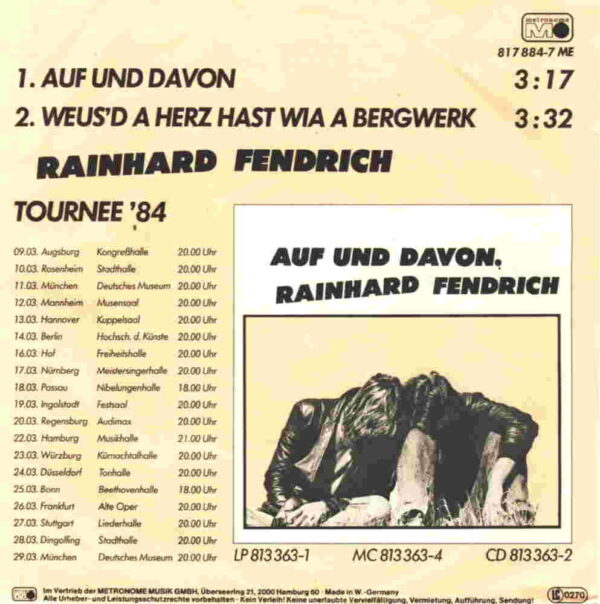 metronome
M
817 884-7 ME
1. AUF UND DAVON 3:17
2. WEUS'D A HERZ HAST WIA A BERGWERK 3:32
RAINHARD FENDRICH
TOURNEE '84
09.03. Augsburg Kongreßhalle 20.00 Uhr
10.03. Rosenheim Stadthalle 20.00 Uhr
11.03. München Deutsches Museum 20.00 Uhr
12.03. Mannheim Musensaal 20.00 Uhr
13.03. Hannover Kuppelsaal 20.00 Uhr
14.03. Berlin Hochsch. d. Künste 20.00 Uhr
16.03. Hof Freiheitshalle 20.00 Uhr
17.03. Nürnberg Meistersingerhalle 20.00 Uhr
18.03. Passau Nibelungenhalle 18.00 Uhr
19.03. Ingolstadt Festsaal 20.00 Uhr
20.03. Regensburg Audimax 20.00 Uhr
22.03. Hamburg Musikhalle 21.00 Uhr
23.03. Würzburg Kürnachtalhalle 20.00 Uhr
24.03. Düsseldorf Tonhalle 20.00 Uhr
25.03. Bonn Beethovenhalle 18.00 Uhr
26.03. Frankfurt Alte Oper 20.00 Uhr
27.03. Stuttgart Liederhalle 20.00 Uhr
28.03. Dingolfing Stadthalle 20.00 Uhr
29.03. München Deutsches Museum 20.00 Uhr
AUF UND DAVON.
RAINHARD FENDRICH
LP 813 363-1 MC 813 363-4 CD 813 363-2
Im Vertrieb der METRONOME MUSIK GMBH, Überseering 21, 2000 Hamburg 60 · Made in W.-Germany
Alle Urheber- und Leistungsschutzrechte vorbehalten · Kein Verleih! Keine unerlaubte Vervielfältigung, Vermietung, Aufführung, Sendung!
LC 0270